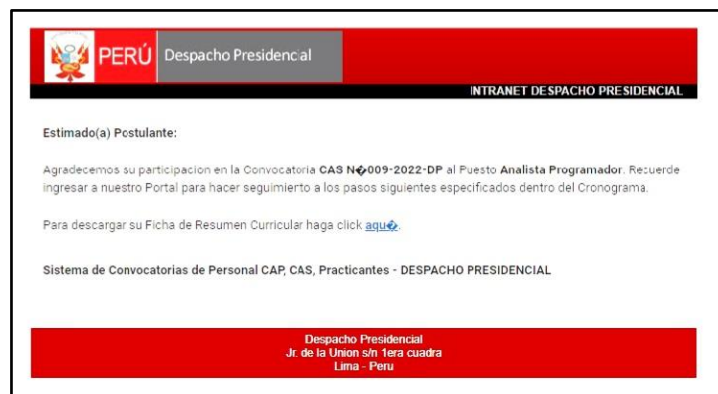 PERÚ Despacho Presidencial
INTRANET DESPACHO PRESIDENCIAL
Estimado(a) Postulante:
Agradecemos su participacion en la Convocatoria CAS N�009-2022-DP al Puesto Analista Programador. Recuerde
ingresar a nuestro Portal para hacer seguimiento a los pasos siguientes especificados dentro del Cronograma.
Para descargar su Ficha de Resumen Curricular haga click aqu�.
Sistema de Convocatorias de Personal CAP, CAS, Practicantes - DESPACHO PRESIDENCIAL
Despacho Presidencial
Jr. de la Union s/n 1era cuadra
Lima - Peru